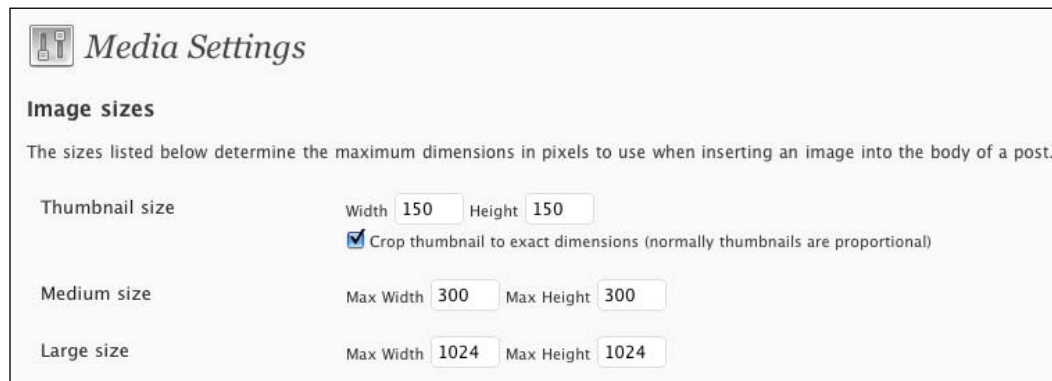 Media Settings
Image sizes
The sizes listed below determine the maximum dimensions in pixels to use when inserting an image into the body of a post.
Thumbnail size Width 150 Height 150
Crop thumbnail to exact dimensions (normally thumbnails are proportional)
Medium size Max Width 300 Max Height 300
Large size Max Width 1024 Max Height 1024